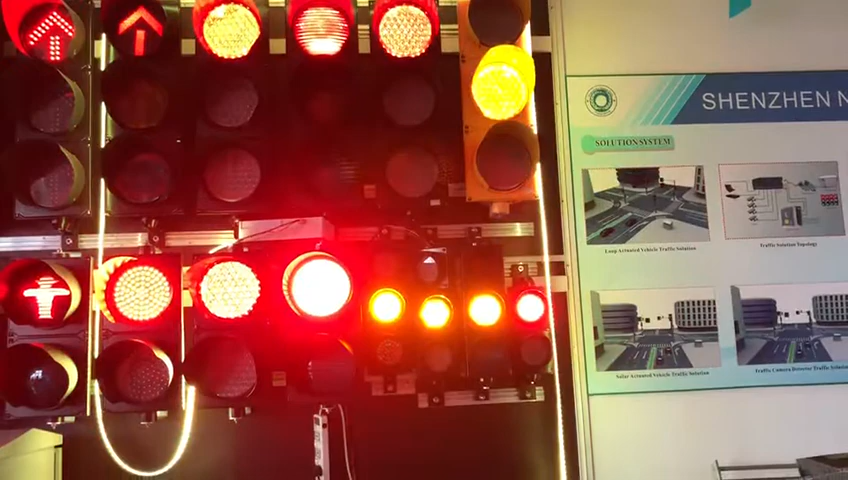 SHENZHEN
SOLUTION SYSTEM
Loop Actuated Vehicle Traffic Solution
Traffic Solution Topology
Solar Actuated Vehicle Traffic Solution
Traffic Camera Detector Traffic